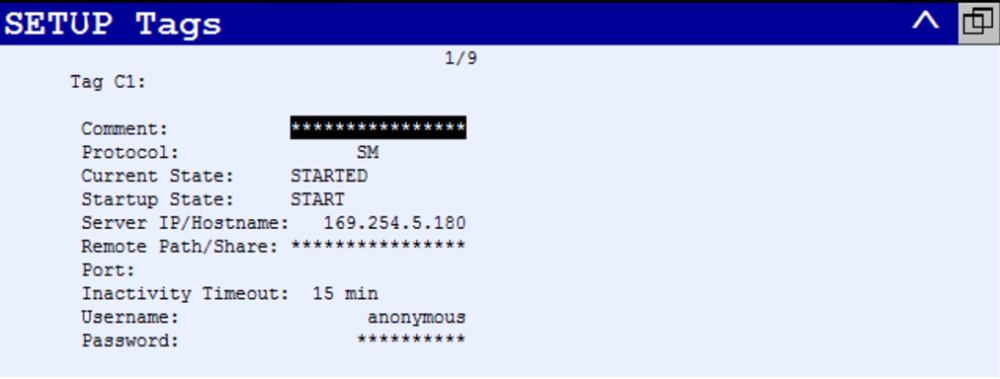 SETUP Tags
1/9
Tag C1:
Comment: ****************
Protocol: SM
Current State: STARTED
Startup State: START
Server IP/Hostname: 169.254.5.180
Remote Path/Share: ****************
Port:
Inactivity Timeout: 15 min
Username: anonymous
Password: **********